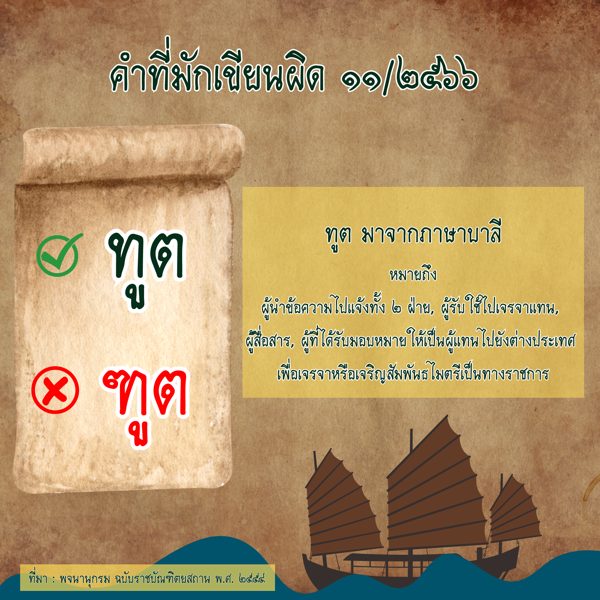 คำที่มักเขียนผิด ๑๑/๒๕๖๖
ทูต
ฑูต
ทูต มาจากภาษาบาลี
หมายถึง
ผู้นำข้อความไปแจ้งทั้ง ๒ ฝ่าย, ผู้รับใช้ไปเจรจาแทน,
ผู้สื่อสาร, ผู้ที่ได้รับมอบหมายให้เป็นผู้แทนไปยังต่างประเทศ
เพื่อเจรจาหรือเจริญสัมพันธไมตรีเป็นทางราชการ
ที่มา : พจนานุกรม ฉบับราชบัณฑิตยสถาน พ.ศ. ๒๕๕๔